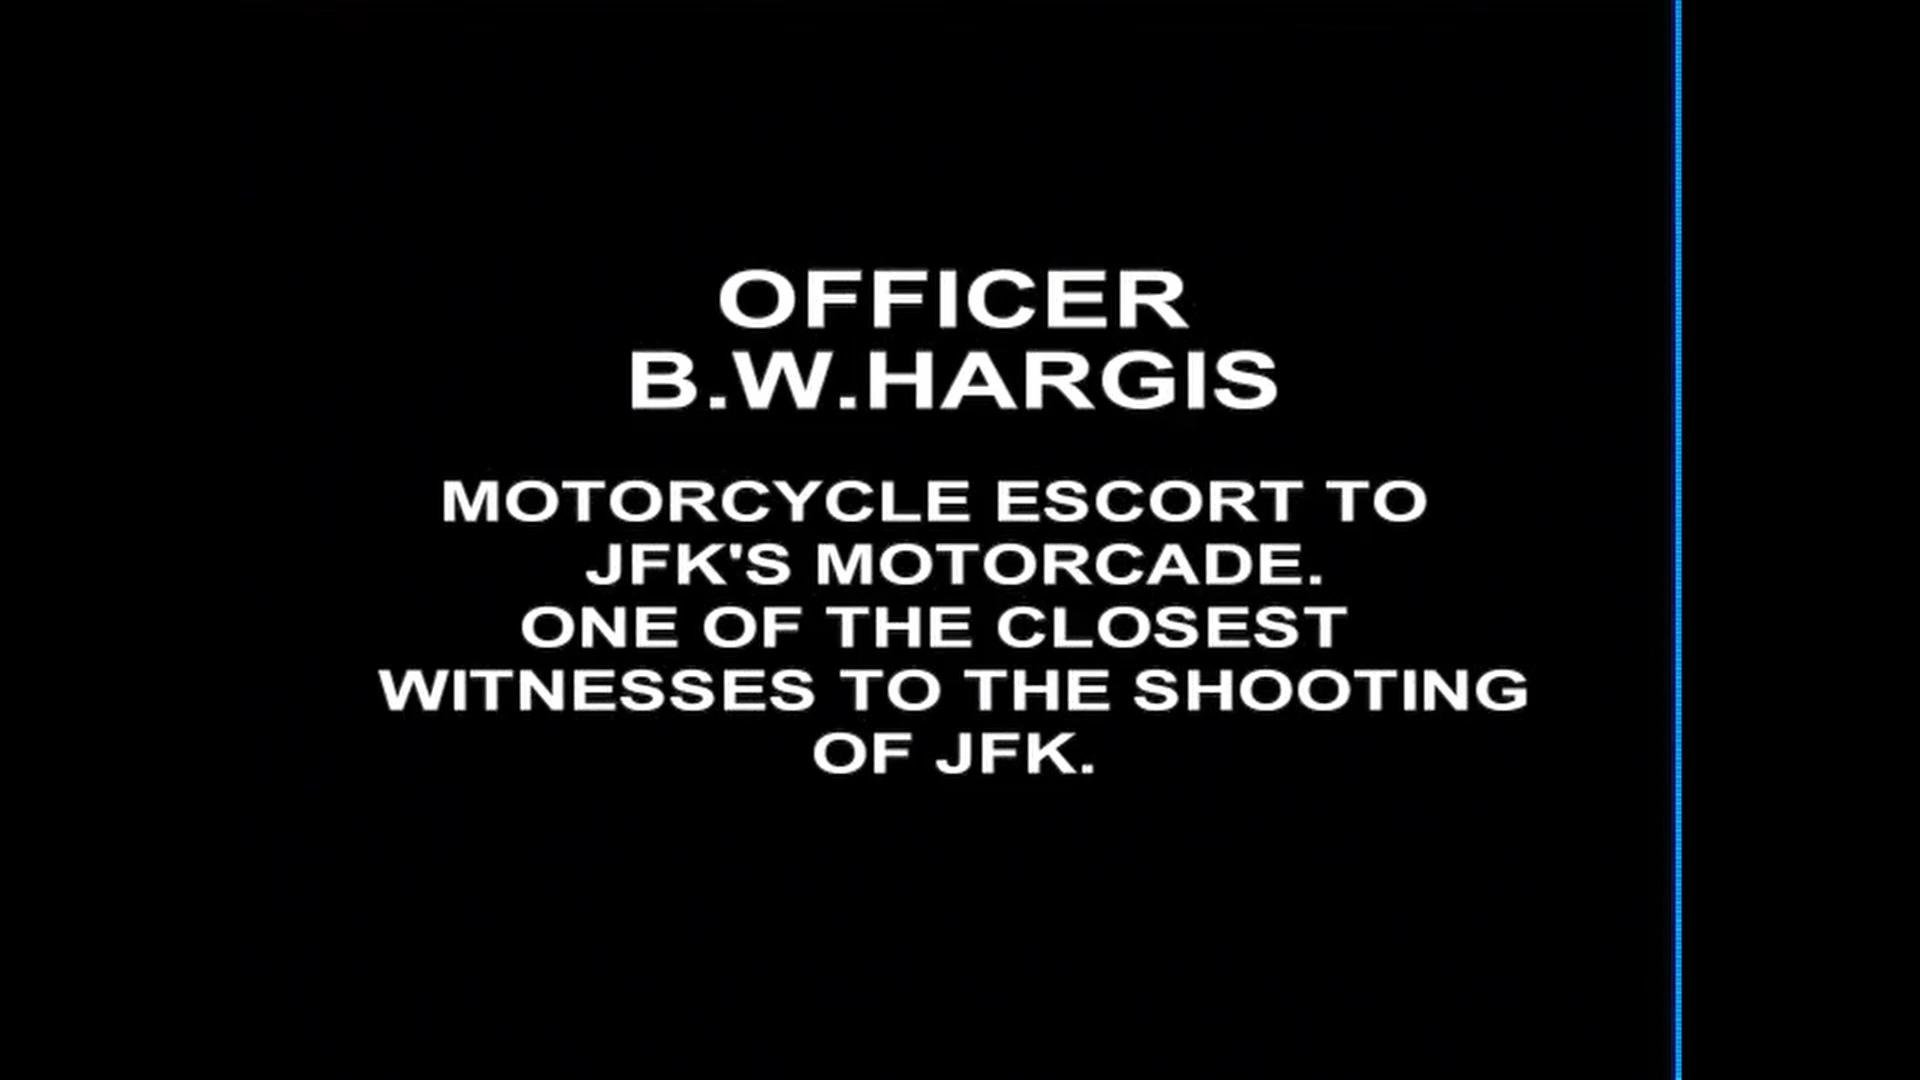 OFFICER
B.W.HARGIS
MOTORCYCLE ESCORT TO
JFK'S MOTORCADE.
ONE OF THE CLOSEST
WITNESSES TO THE SHOOTING
OF JFK.